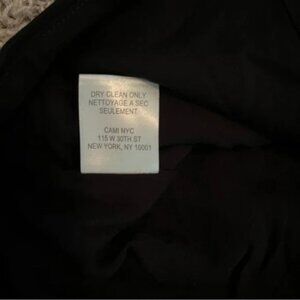 DRY CLEAN ONLY
NETTOYAGE A SEC
SEULEMENT
CAMI NYC
115 W 30TH ST
NEW YORK, NY 10001